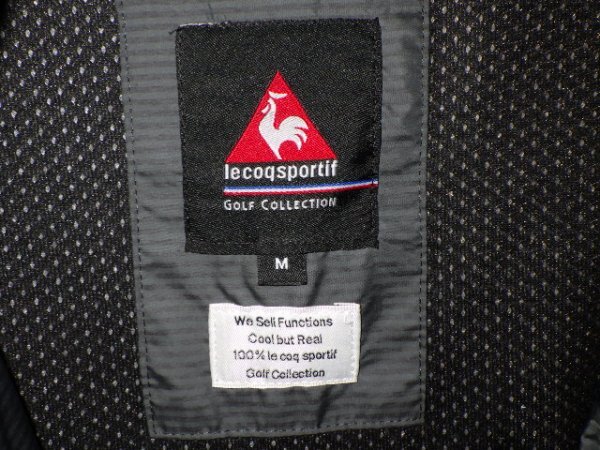 lecoqsportif
GOLF COLLECTION
M
We Sell Functions
Cool but Real
100% le coq sportif
Golf Collection